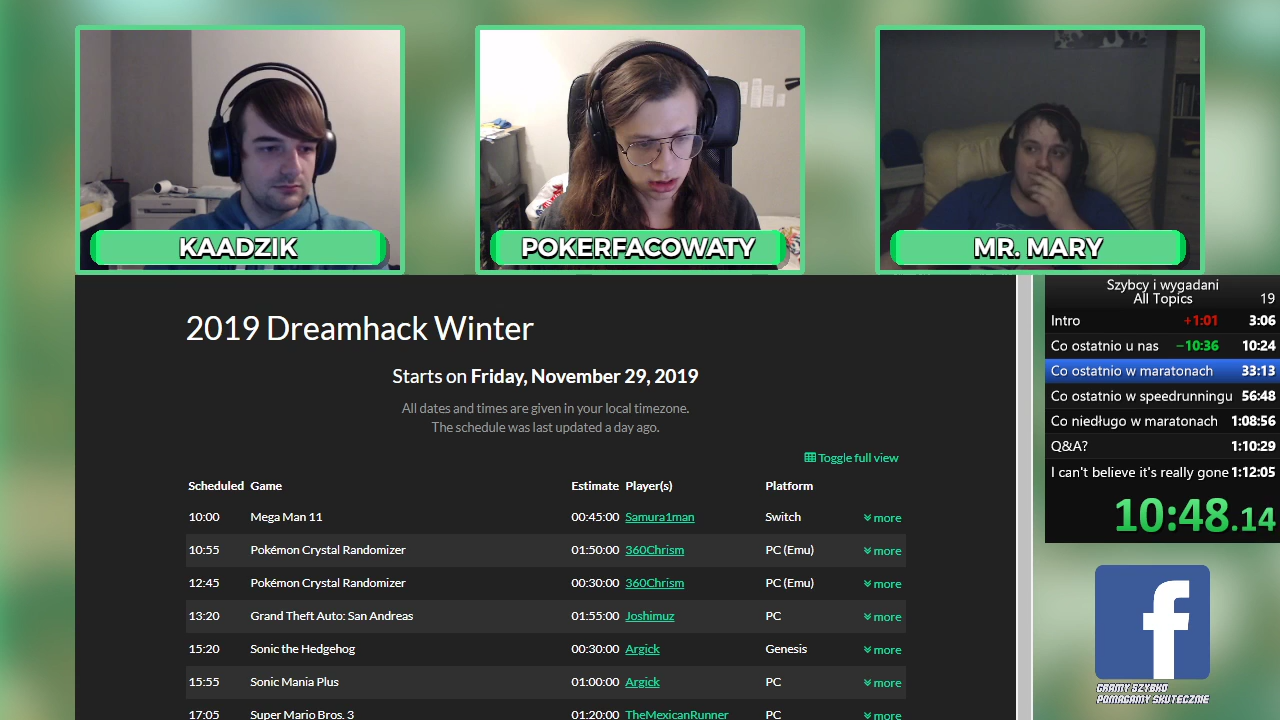 KAADZIK
POKERFACOWATY
MR. MARY
2019 Dreamhack Winter
Starts on Friday, November 29, 2019
All dates and times are given in your local timezone.
The schedule was last updated a day ago.
Toggle full view
Scheduled Game Estimate Player(s) Platform
10:00 Mega Man 11 00:45:00 Samura1man Switch more
10:55 Pokémon Crystal Randomizer 01:50:00 360Chrism PC (Emu) more
12:45 Pokémon Crystal Randomizer 00:30:00 360Chrism PC (Emu) more
13:20 Grand Theft Auto: San Andreas 01:55:00 Joshimuz PC more
15:20 Sonic the Hedgehog 00:30:00 Argick Genesis more
15:55 Sonic Mania Plus 01:00:00 Argick PC more
17:05 Super Mario Bros. 3 01:20:00 TheMexicanRunner PC more
Szybcy i wygadani
All Topics 19
Intro +1:01 3:06
Co ostatnio u nas −10:36 10:24
Co ostatnio w maratonach 33:13
Co ostatnio w speedrunningu 56:48
Co niedługo w maratonach 1:08:56
Q&A? 1:10:29
I can't believe it's really gone 1:12:05
10:48.14
f
GRAMY SZYBKO
POMAGAMY SKUTECZNIE